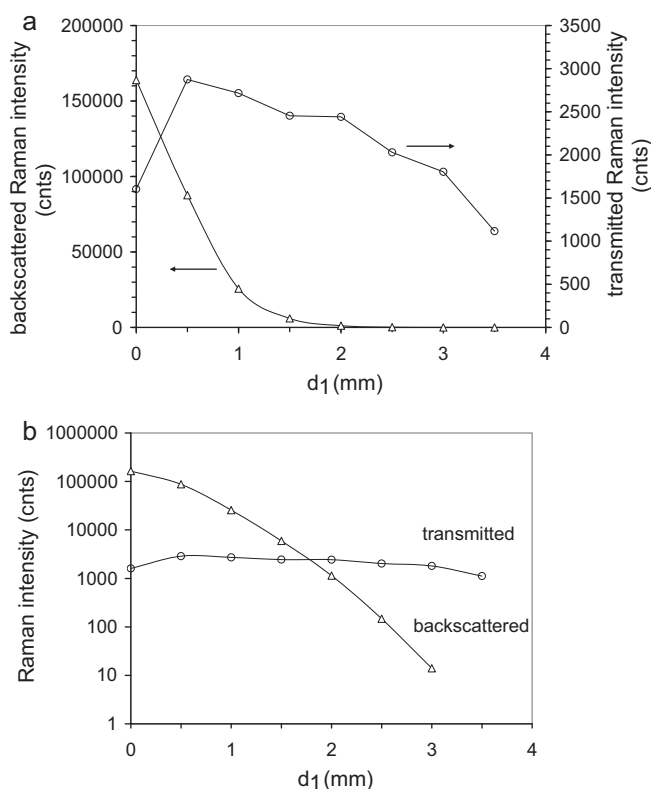 a
backscattered Raman intensity
(cnts)
200000
150000
100000
50000
0
3500
3000
2500
2000
1500
1000
500
0
transmitted Raman intensity
(cnts)
0 1 2 3 4
d1(mm)
b
Raman intensity (cnts)
1000000
100000
10000
1000
100
10
1
transmitted
backscattered
0 1 2 3 4
d1(mm)